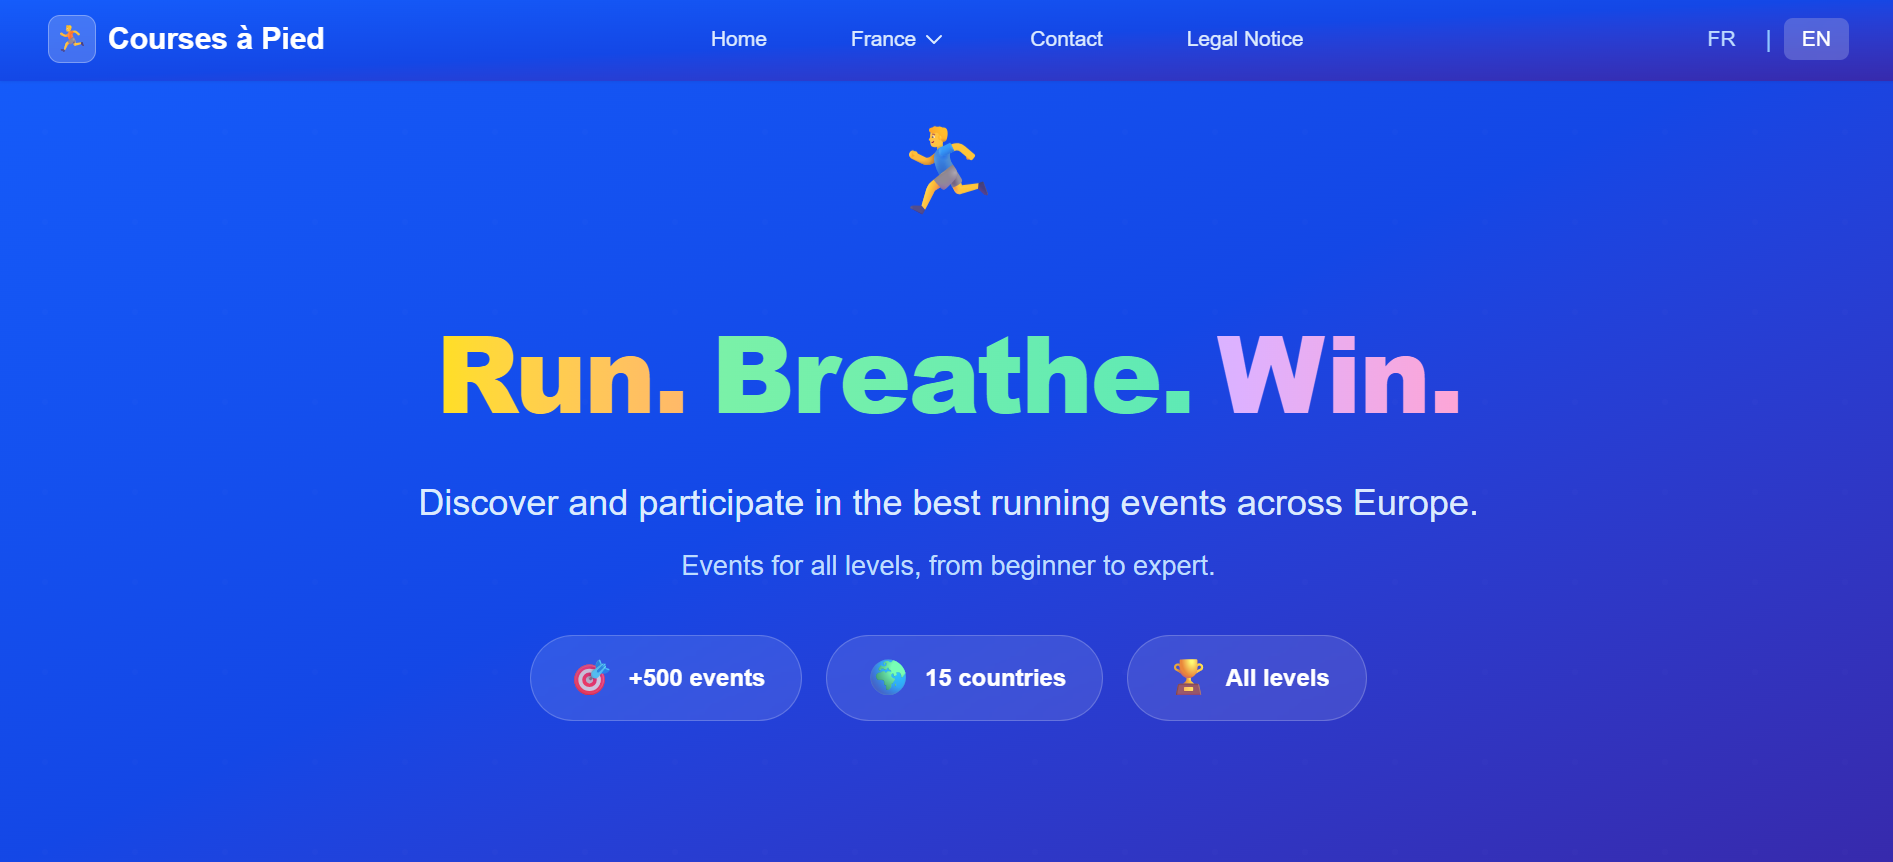 Courses à Pied
Home
France
Contact
Legal Notice
FR
|
EN
Run. Breathe. Win.
Discover and participate in the best running events across Europe.
Events for all levels, from beginner to expert.
+500 events
15 countries
All levels